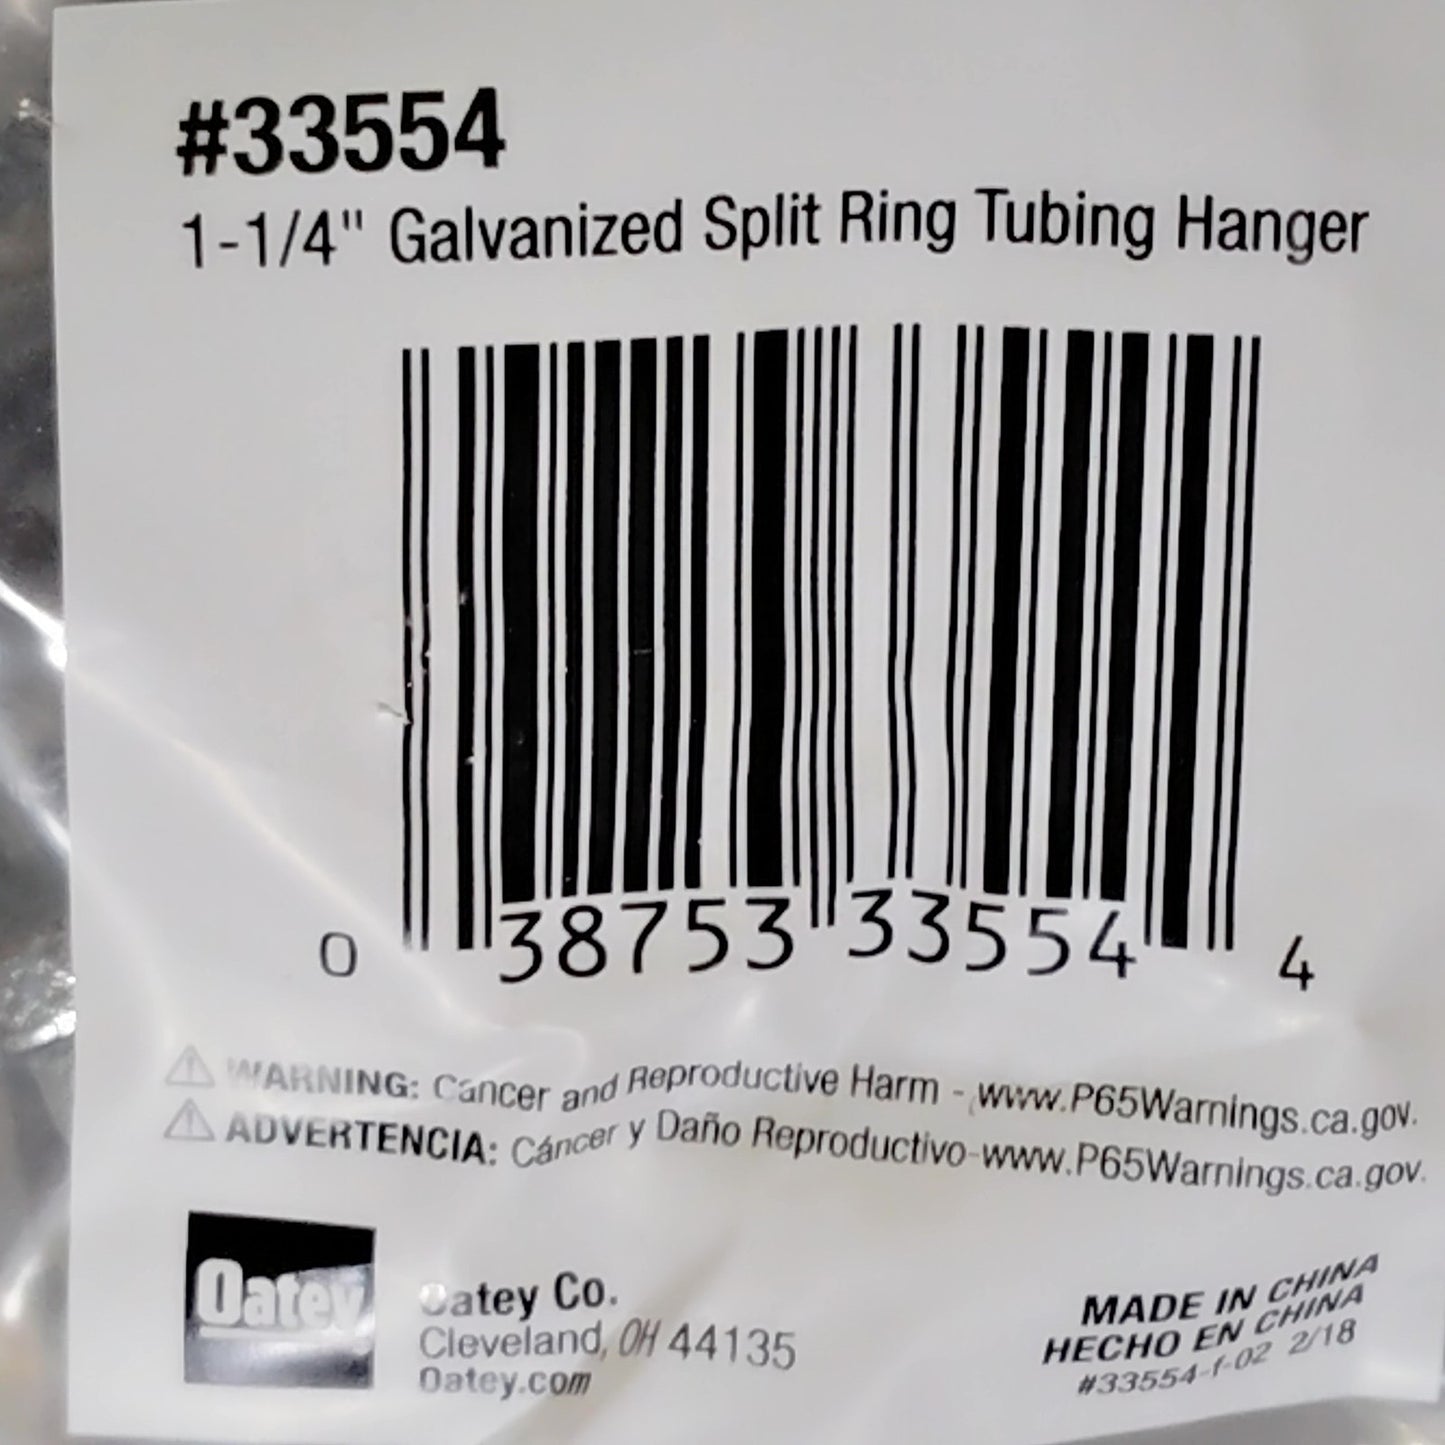 #33554
1-1/4" Galvanized Split Ring Tubing Hanger
0 38753 33554 4
WARNING: Cancer and Reproductive Harm - www.P65Warnings.ca.gov.
ADVERTENCIA: Cáncer y Daño Reproductivo-www.P65Warnings.ca.gov.
Oatey
Oatey Co.
Cleveland, OH 44135
Oatey.com
MADE IN CHINA
HECHO EN CHINA
#33554-f-02 2/18